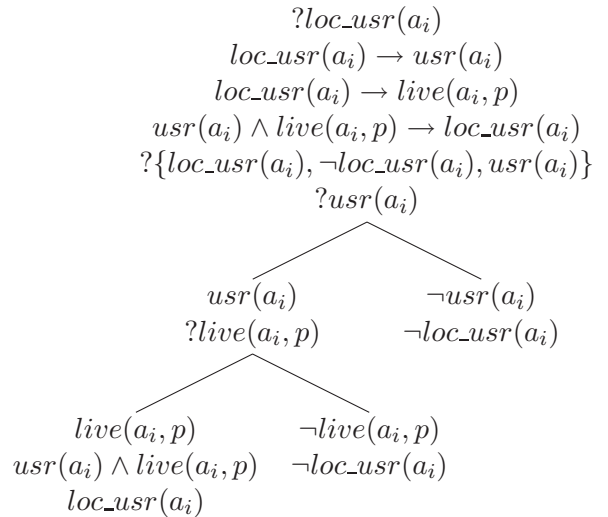 ?loc_usr(a_i)
loc_usr(a_i) → usr(a_i)
loc_usr(a_i) → live(a_i, p)
usr(a_i) ∧ live(a_i, p) → loc_usr(a_i)
?{loc_usr(a_i), ¬loc_usr(a_i), usr(a_i)}
?usr(a_i)
usr(a_i) ¬usr(a_i)
?live(a_i, p) ¬loc_usr(a_i)
live(a_i, p) ¬live(a_i, p)
usr(a_i) ∧ live(a_i, p) ¬loc_usr(a_i)
loc_usr(a_i)